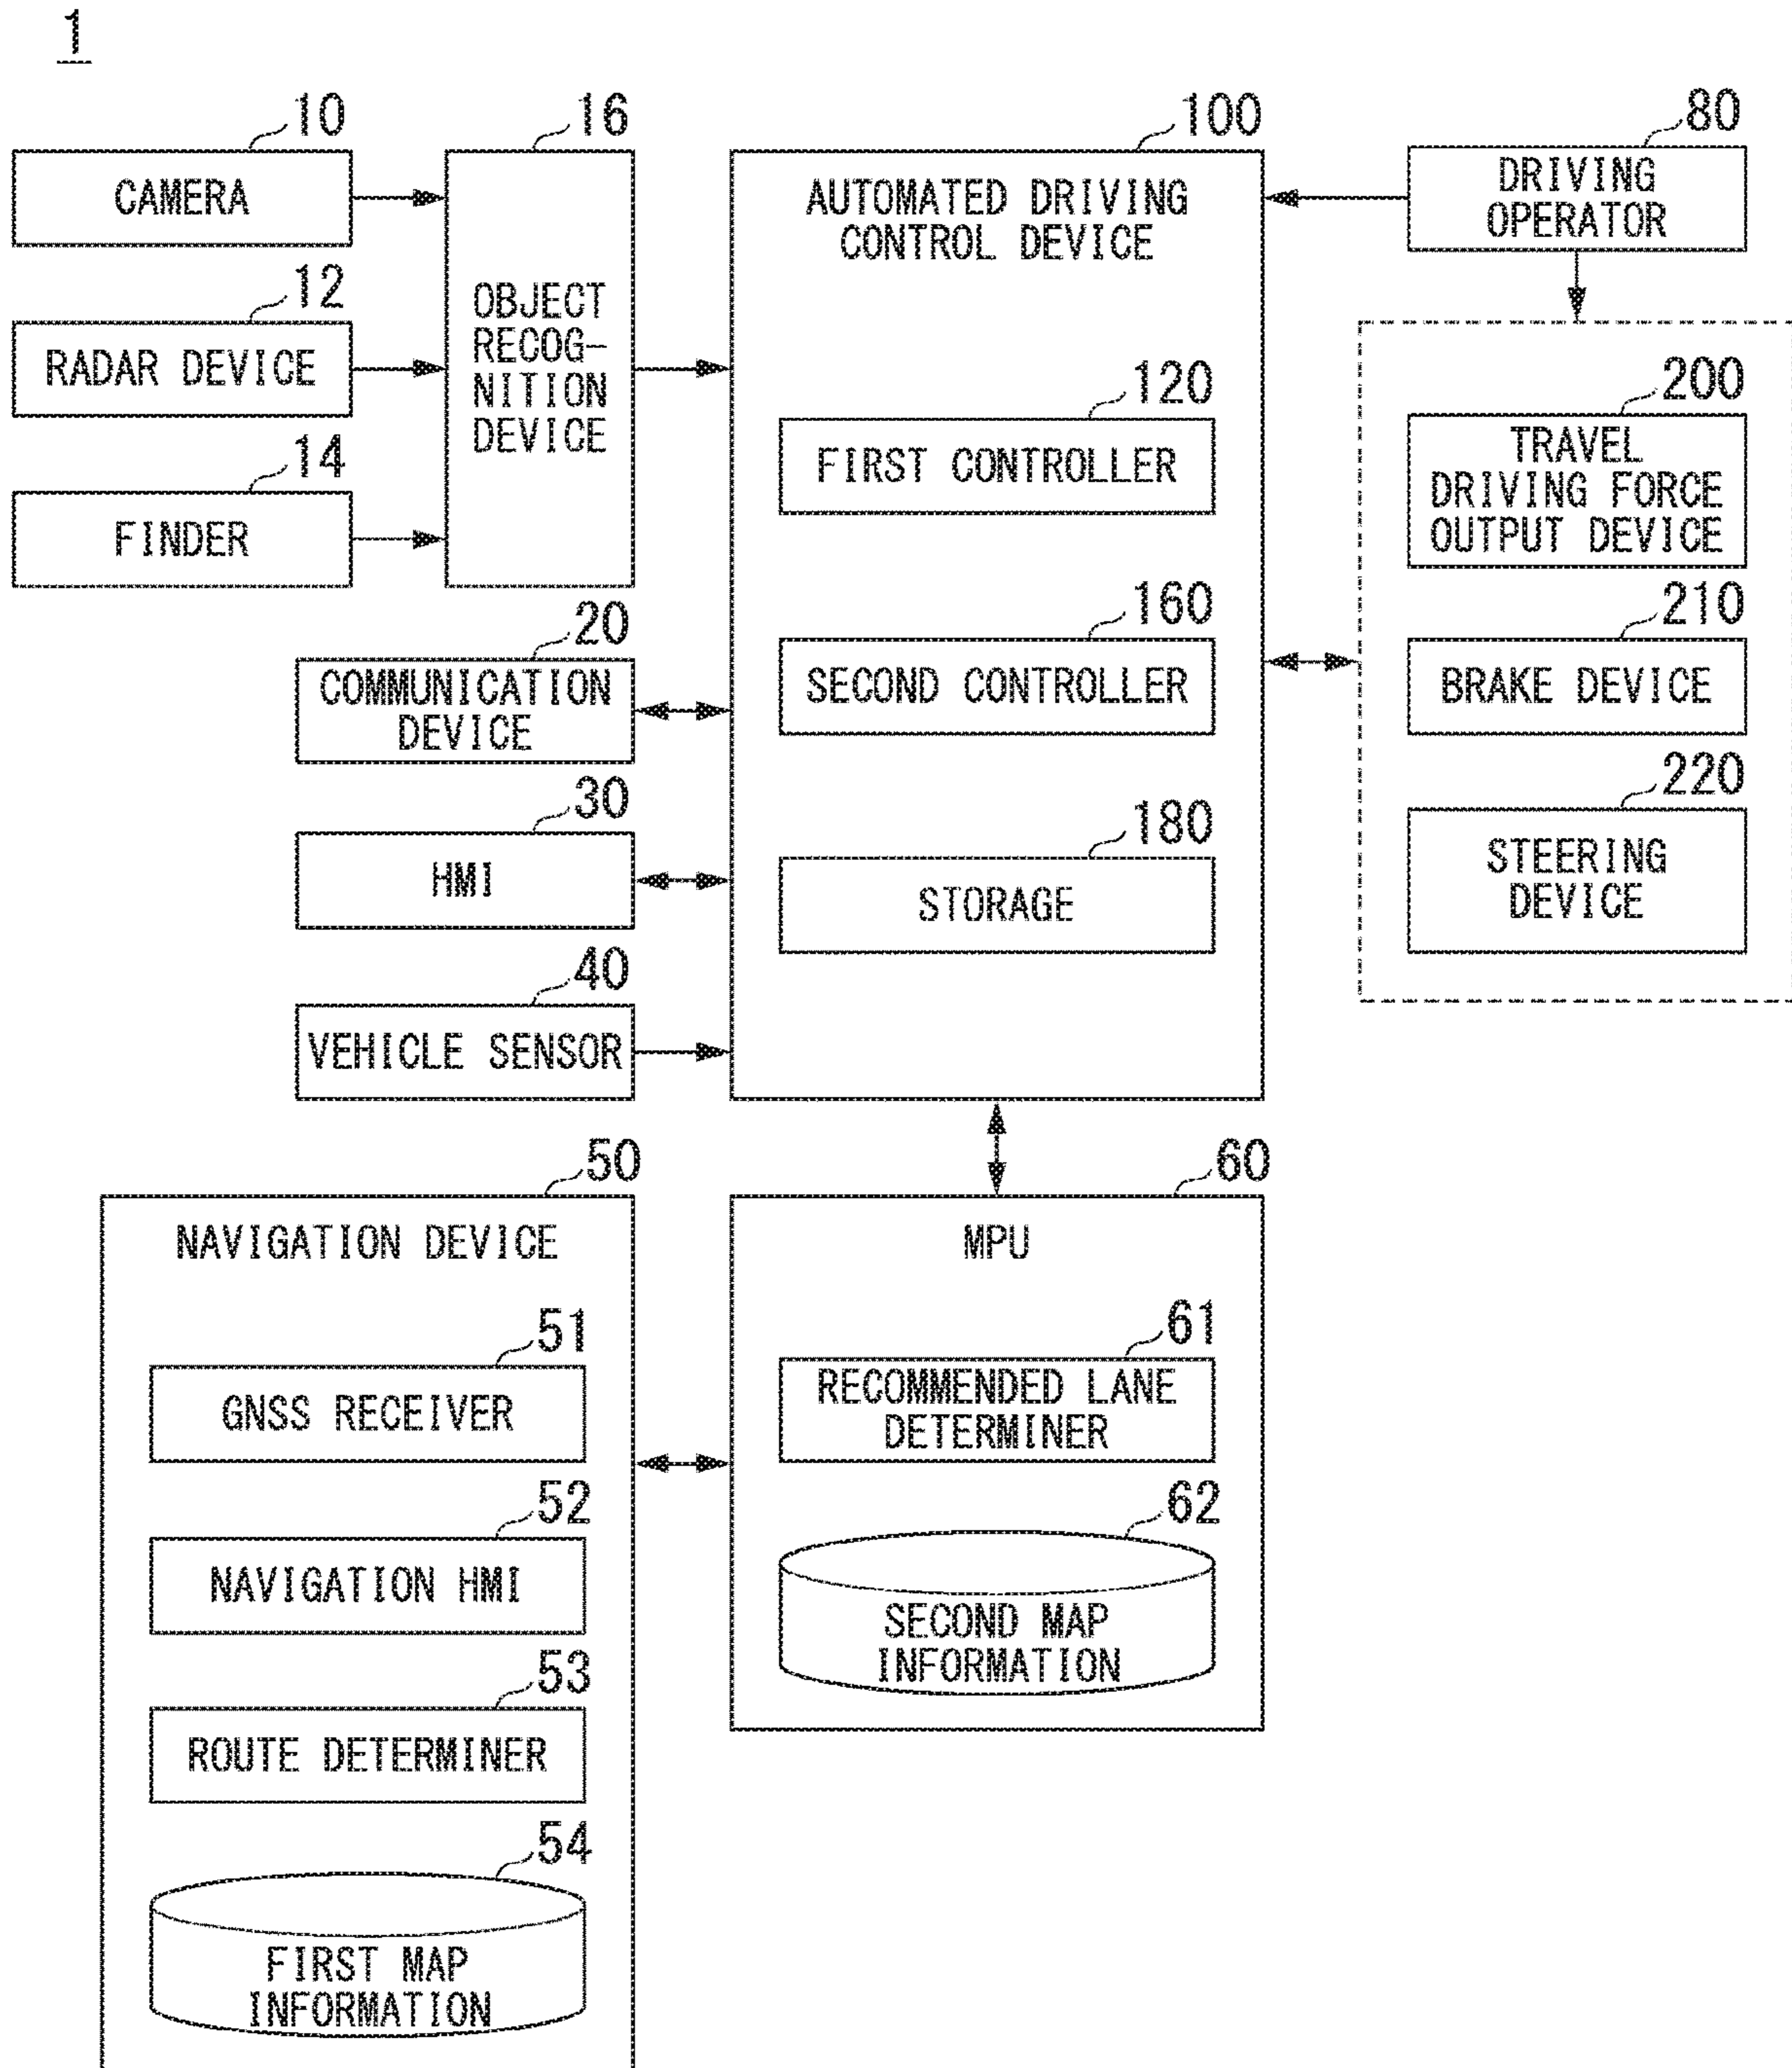 1
10
CAMERA
12
RADAR DEVICE
14
FINDER
16
OBJECT
RECOG-
NITION
DEVICE
20
COMMUNICATION
DEVICE
30
HMI
40
VEHICLE SENSOR
100
AUTOMATED DRIVING
CONTROL DEVICE
120
FIRST CONTROLLER
160
SECOND CONTROLLER
180
STORAGE
80
DRIVING
OPERATOR
200
TRAVEL
DRIVING FORCE
OUTPUT DEVICE
210
BRAKE DEVICE
220
STEERING
DEVICE
50
NAVIGATION DEVICE
51
GNSS RECEIVER
52
NAVIGATION HMI
53
ROUTE DETERMINER
54
FIRST MAP
INFORMATION
60
MPU
61
RECOMMENDED LANE
DETERMINER
62
SECOND MAP
INFORMATION